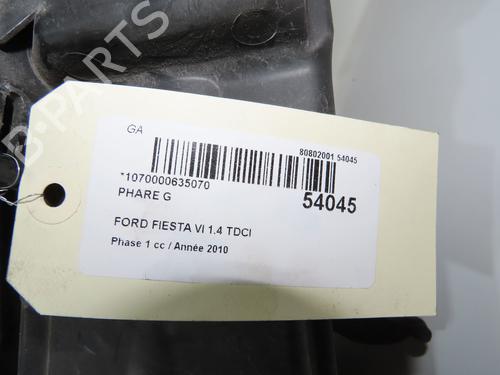 B-PARTS
GA
80802001 54045
*1070000635070
54045
PHARE G
FORD FIESTA VI 1.4 TDCI
Phase 1 cc / Année 2010